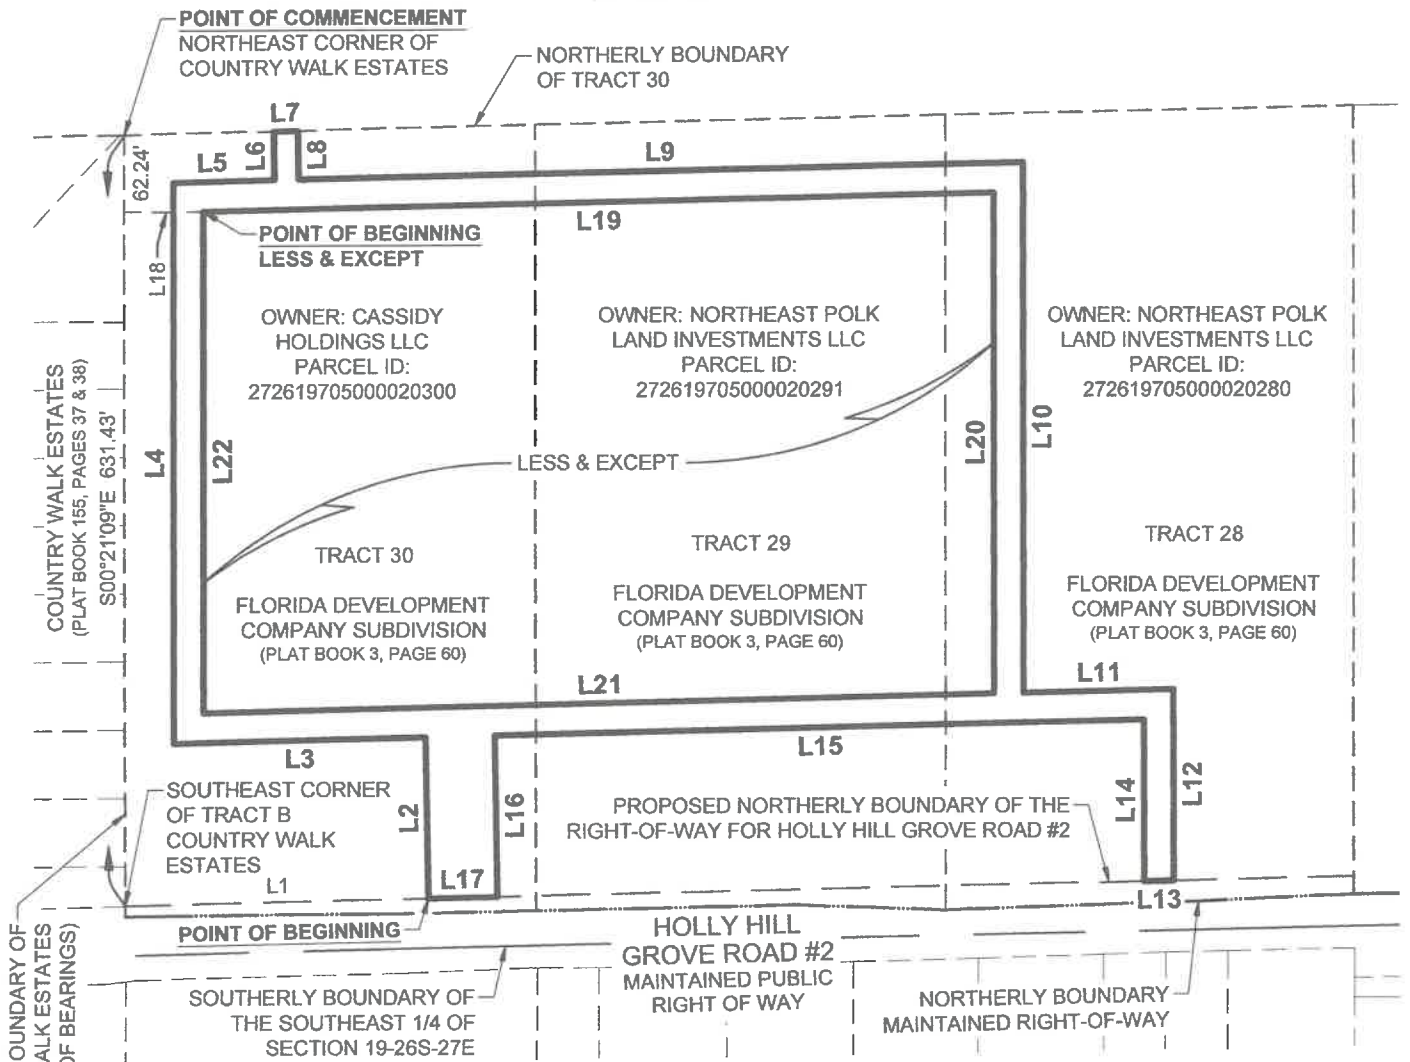 POINT OF COMMENCEMENT
NORTHEAST CORNER OF
COUNTRY WALK ESTATES
NORTHERLY BOUNDARY
OF TRACT 30
L7
L6
L8
L5
L9
62.24'
L19
POINT OF BEGINNING
LESS & EXCEPT
L18
OWNER: CASSIDY
HOLDINGS LLC
PARCEL ID:
272619705000020300
OWNER: NORTHEAST POLK
LAND INVESTMENTS LLC
PARCEL ID:
272619705000020291
OWNER: NORTHEAST POLK
LAND INVESTMENTS LLC
PARCEL ID:
272619705000020280
COUNTRY WALK ESTATES
(PLAT BOOK 155, PAGES 37 & 38)
S00°21'09"E 631.43'
L4
L22
L20
L10
LESS & EXCEPT
TRACT 30
FLORIDA DEVELOPMENT
COMPANY SUBDIVISION
(PLAT BOOK 3, PAGE 60)
TRACT 29
FLORIDA DEVELOPMENT
COMPANY SUBDIVISION
(PLAT BOOK 3, PAGE 60)
TRACT 28
FLORIDA DEVELOPMENT
COMPANY SUBDIVISION
(PLAT BOOK 3, PAGE 60)
L21
L11
L3
L15
SOUTHEAST CORNER
OF TRACT B
COUNTRY WALK
ESTATES
L2
L16
PROPOSED NORTHERLY BOUNDARY OF THE
RIGHT-OF-WAY FOR HOLLY HILL GROVE ROAD #2
L14
L12
L1
L17
L13
POINT OF BEGINNING
HOLLY HILL
GROVE ROAD #2
MAINTAINED PUBLIC
RIGHT OF WAY
SOUTHERLY BOUNDARY OF
THE SOUTHEAST 1/4 OF
SECTION 19-26S-27E
NORTHERLY BOUNDARY
MAINTAINED RIGHT-OF-WAY
OUNDARY OF
ALK ESTATES
OF BEARINGS)